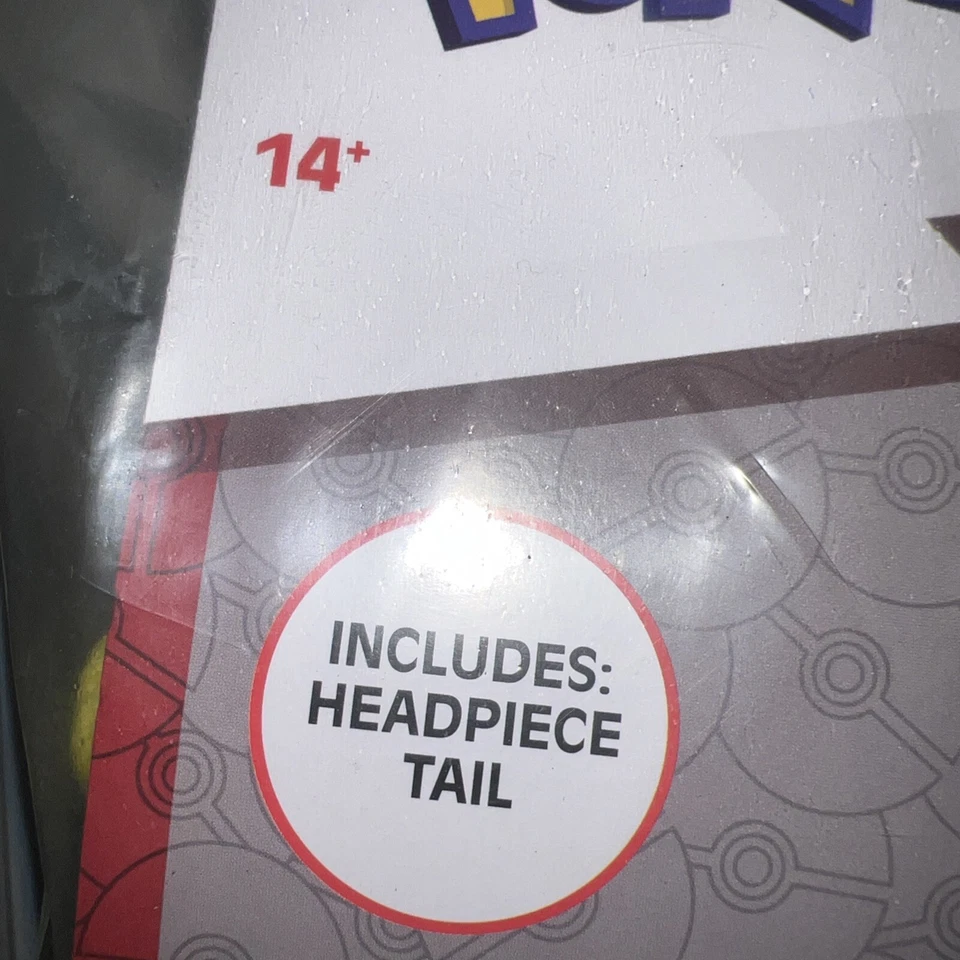 14+
INCLUDES:
HEADPIECE
TAIL